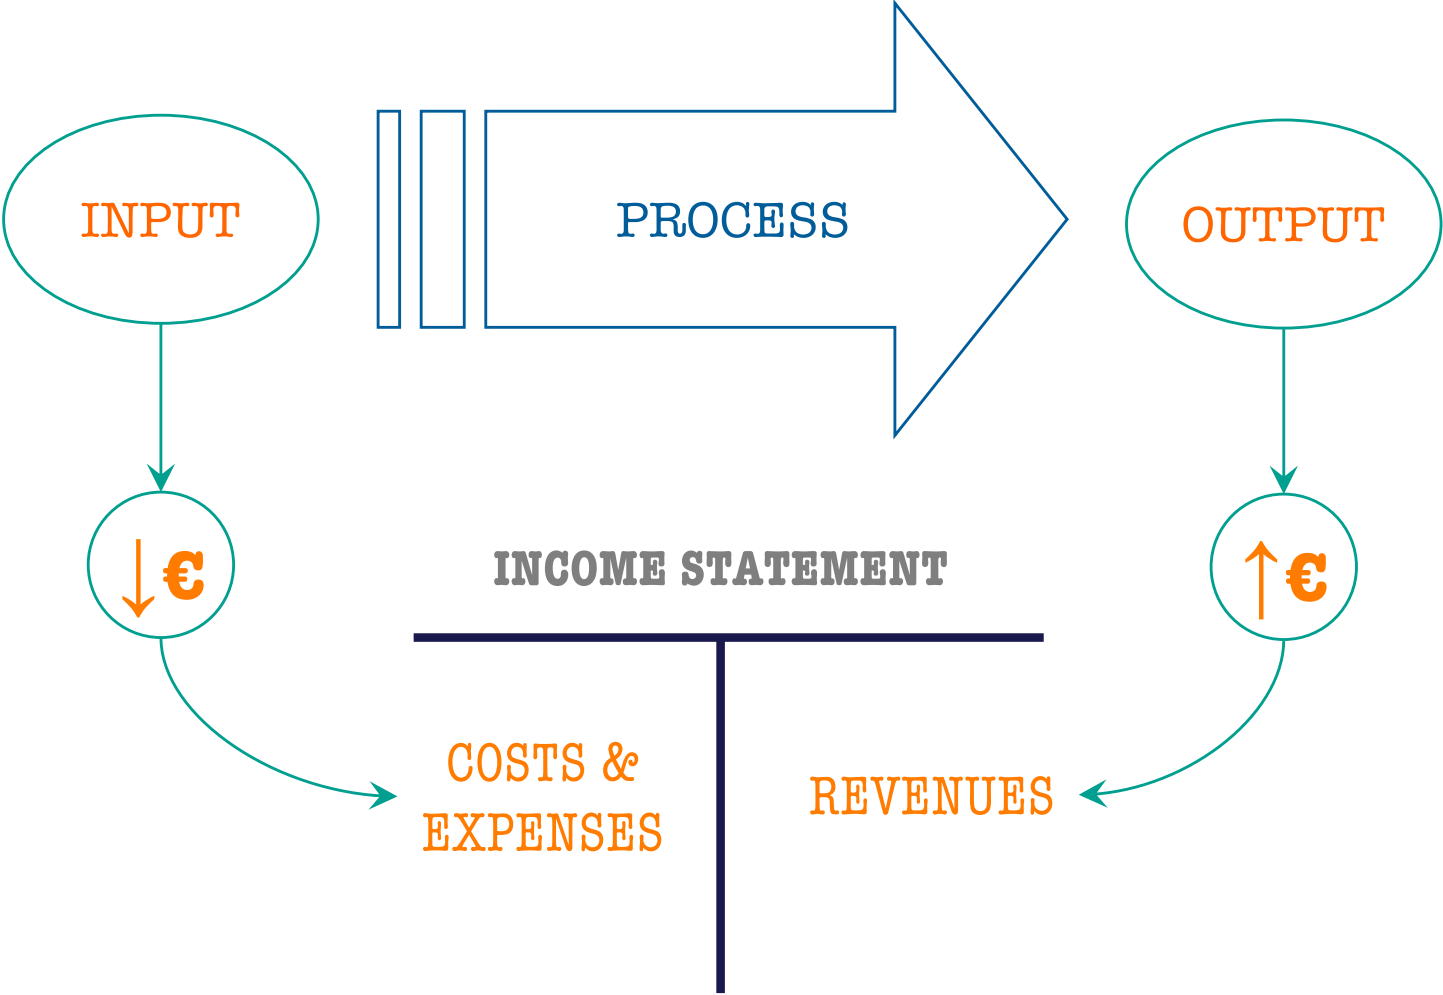 INPUT
PROCESS
OUTPUT
↓€
↑€
INCOME STATEMENT
COSTS &
EXPENSES
REVENUES